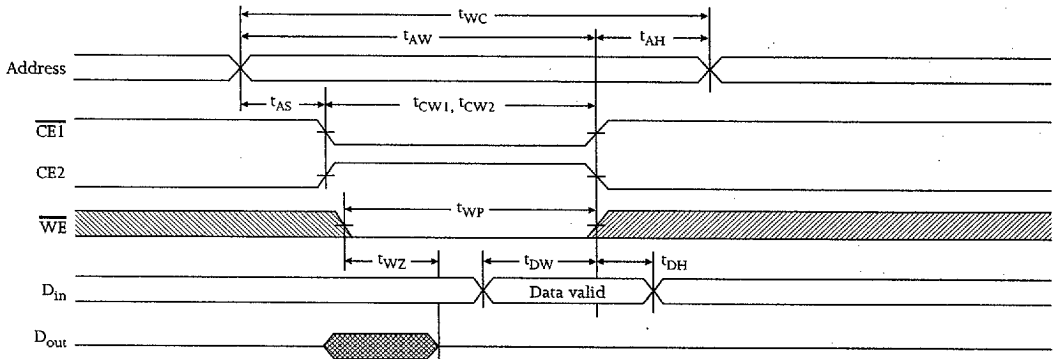 tWC
tAW
tAH
Address
tAS
tCW1, tCW2
CE1
CE2
tWP
WE
tWZ
tDW
tDH
Din
Data valid
Dout